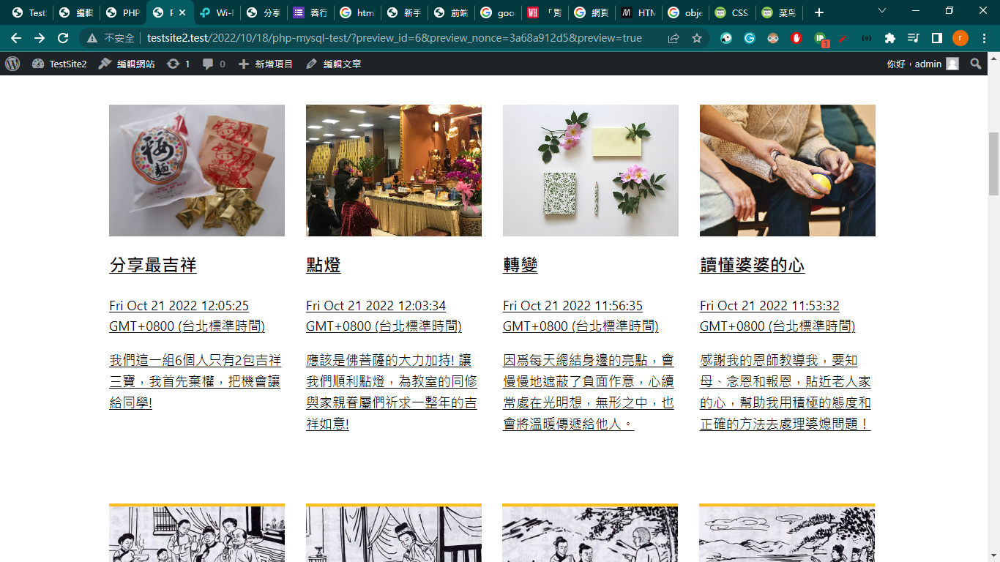 Test
編輯
PHP
P
Wi-F
分享
善行
htm
新手
前端
goo
「買
網頁
HTM
obje
CSS
菜鸟
不安全
testsite2.test/2022/10/18/php-mysql-test/?preview_id=6&preview_nonce=3a68a912d5&preview=true
1
r
TestSite2
編輯網站
1
0
新增項目
編輯文章
你好，admin
福
麵
分享最吉祥
點燈
轉變
讀懂婆婆的心
Fri Oct 21 2022 12:05:25
GMT+0800 (台北標準時間)
Fri Oct 21 2022 12:03:34
GMT+0800 (台北標準時間)
Fri Oct 21 2022 11:56:35
GMT+0800 (台北標準時間)
Fri Oct 21 2022 11:53:32
GMT+0800 (台北標準時間)
我們這一組6個人只有2包吉祥
三寶，我首先棄權，把機會讓
給同學!
應該是佛菩薩的大力加持! 讓
我們順利點燈，為教室的同修
與家親眷屬們祈求一整年的吉
祥如意!
因爲每天總結身邊的亮點，會
慢慢地遮蔽了負面作意，心續
常處在光明想，無形之中，也
會將溫暖傳遞給他人。
感謝我的恩師教導我，要知
母、念恩和報恩，貼近老人家
的心，幫助我用積極的態度和
正確的方法去處理婆媳問題！